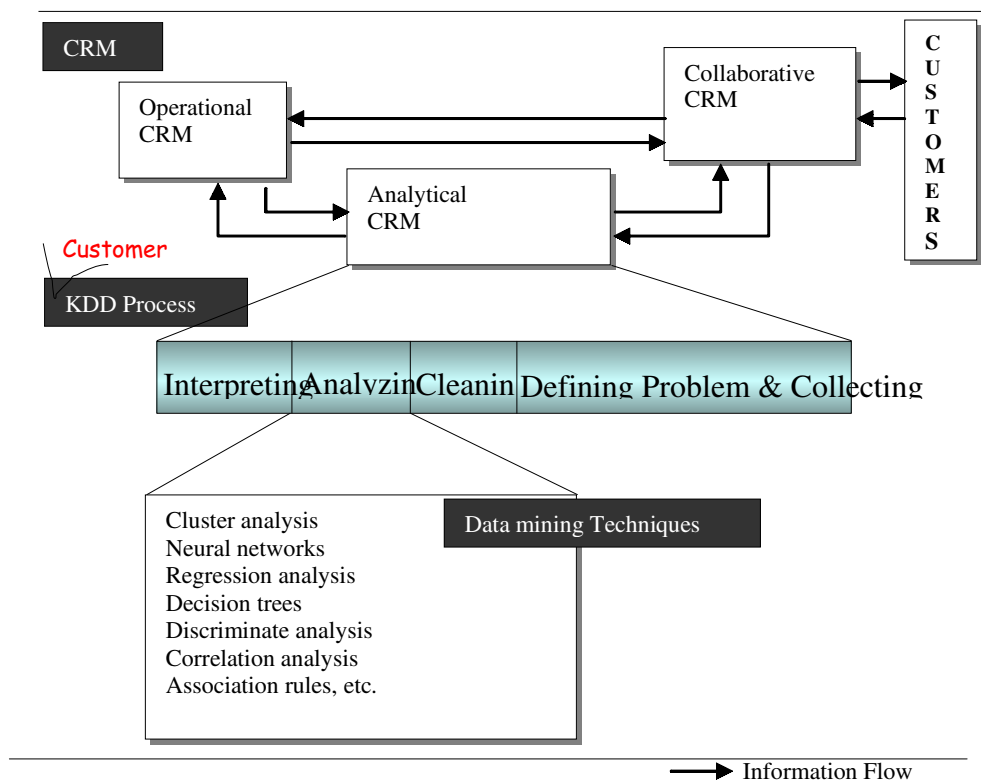 CRM
Operational
CRM
Collaborative
CRM
CUSTOMERS
Analytical
CRM
Customer
KDD Process
Interpreting
Analyzin
Cleanin
Defining Problem & Collecting
Data mining Techniques
Cluster analysis
Neural networks
Regression analysis
Decision trees
Discriminate analysis
Correlation analysis
Association rules, etc.
Information Flow